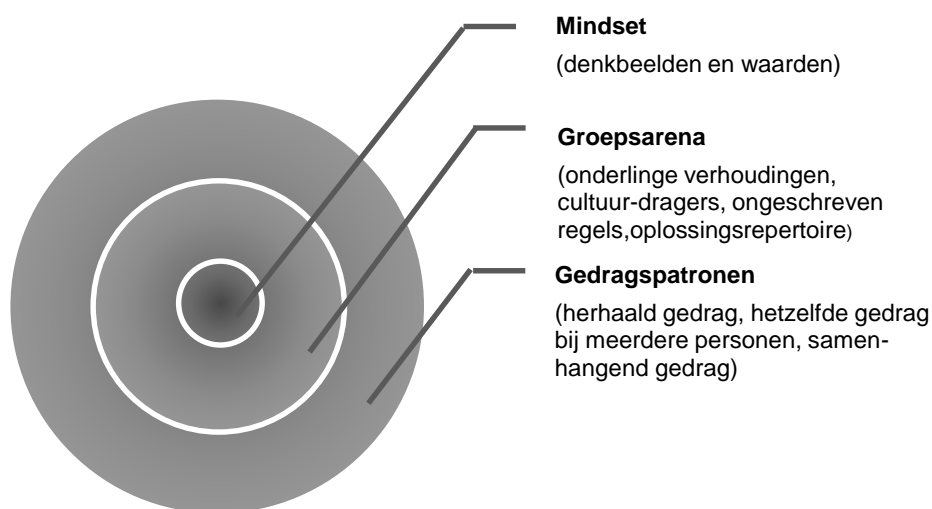 Mindset
(denkbeelden en waarden)
Groepsarena
(onderlinge verhoudingen,
cultuur-dragers, ongeschreven
regels,oplossingsrepertoire)
Gedragspatronen
(herhaald gedrag, hetzelfde gedrag
bij meerdere personen, samen-
hangend gedrag)